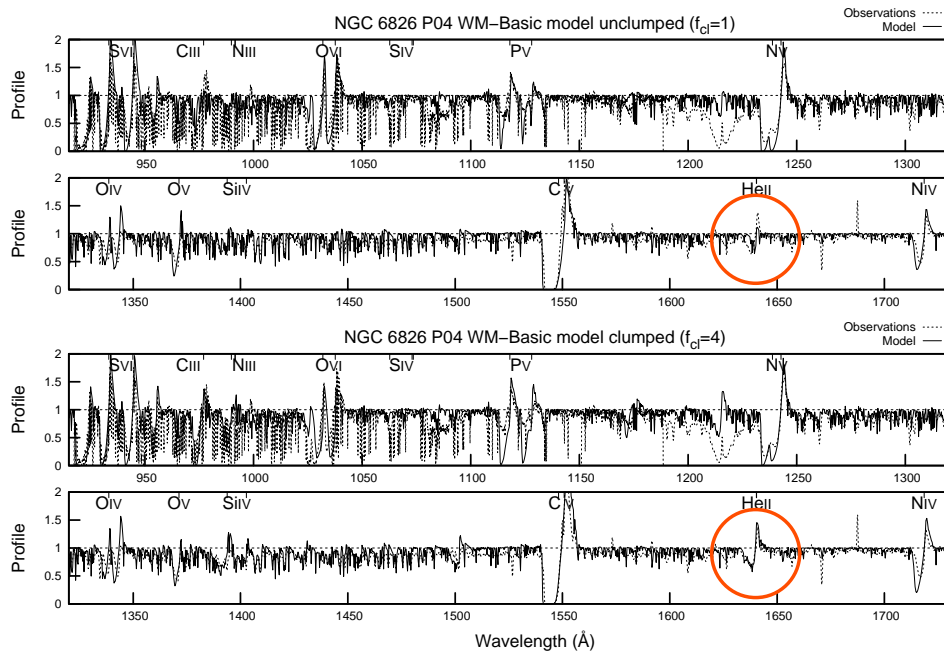 NGC 6826 P04 WM−Basic model unclumped (f_cl=1)
Observations
Model
Profile
2
1.5
1
0.5
0
SVI CIII NIII OVI SIV PV NV
950 1000 1050 1100 1150 1200 1250 1300
Profile
2
1.5
1
0.5
0
OIV OV SiIV CIV HeII NIV
1350 1400 1450 1500 1550 1600 1650 1700
NGC 6826 P04 WM−Basic model clumped (f_cl=4)
Observations
Model
Profile
2
1.5
1
0.5
0
SVI CIII NIII OVI SIV PV NV
950 1000 1050 1100 1150 1200 1250 1300
Profile
2
1.5
1
0.5
0
OIV OV SiIV C HeII NIV
1350 1400 1450 1500 1550 1600 1650 1700
Wavelength (Å)